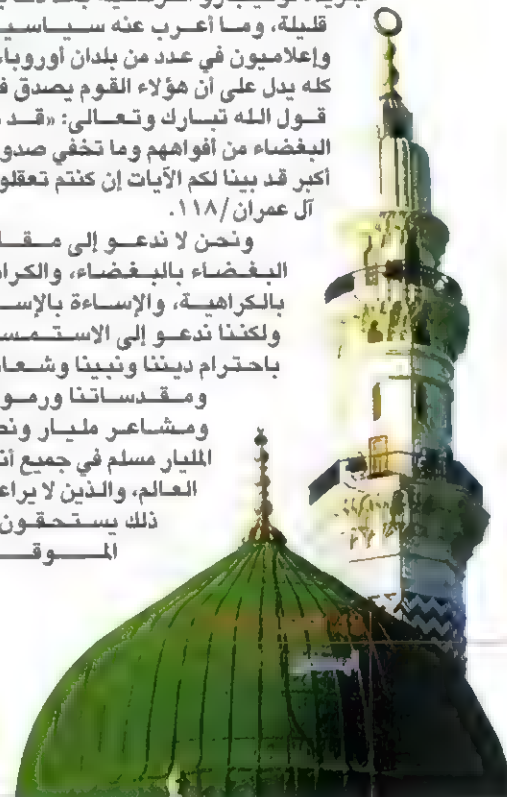 قليلة، وما أعرب عنه سياسيـ
وإعلاميون في عدد من بلدان أوروبا،
كله يدل على أن هؤلاء القوم يصدق فـ
قول الله تبارك وتعالى: «قد
البغضاء من أفواههم وما تخفي صدو
أكبر قد بينا لكم الآيات إن كنتم تعقلو
آل عمران/١١٨.
ونحن لا ندعو إلى مقا
البغضاء بالبغضاء، والكرا
بالكراهية، والإساءة بالإسـ
ولكننا ندعو إلى الاستمسـ
باحترام ديننا ونبينا وشعا
ومقدساتنا ورمو
ومشاعر مليار ونصـ
المليار مسلم في جميع أنـ
العالم، والذين لا يراعـ
ذلك يستحقون
الموقـ